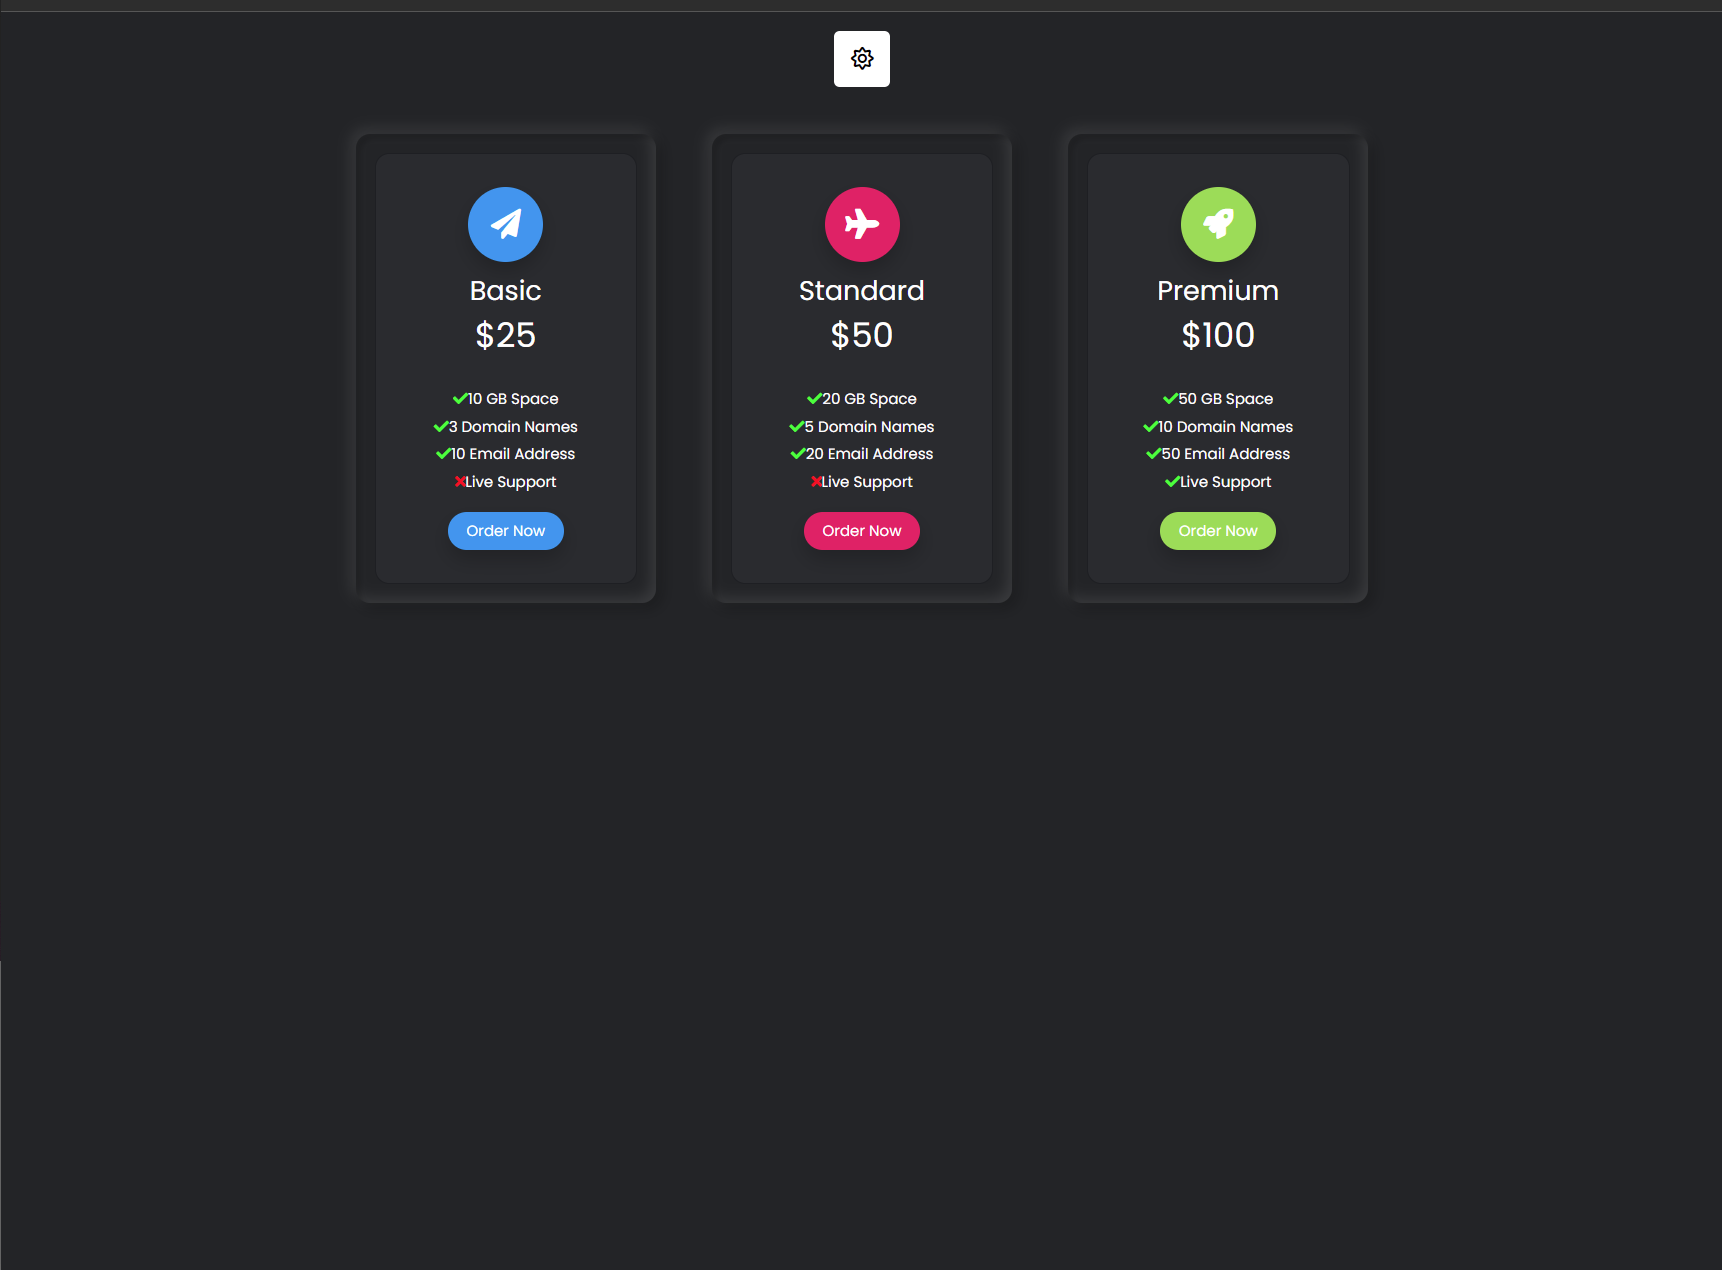 Basic
$25
10 GB Space
3 Domain Names
10 Email Address
Live Support
Order Now
Standard
$50
20 GB Space
5 Domain Names
20 Email Address
Live Support
Order Now
Premium
$100
50 GB Space
10 Domain Names
50 Email Address
Live Support
Order Now